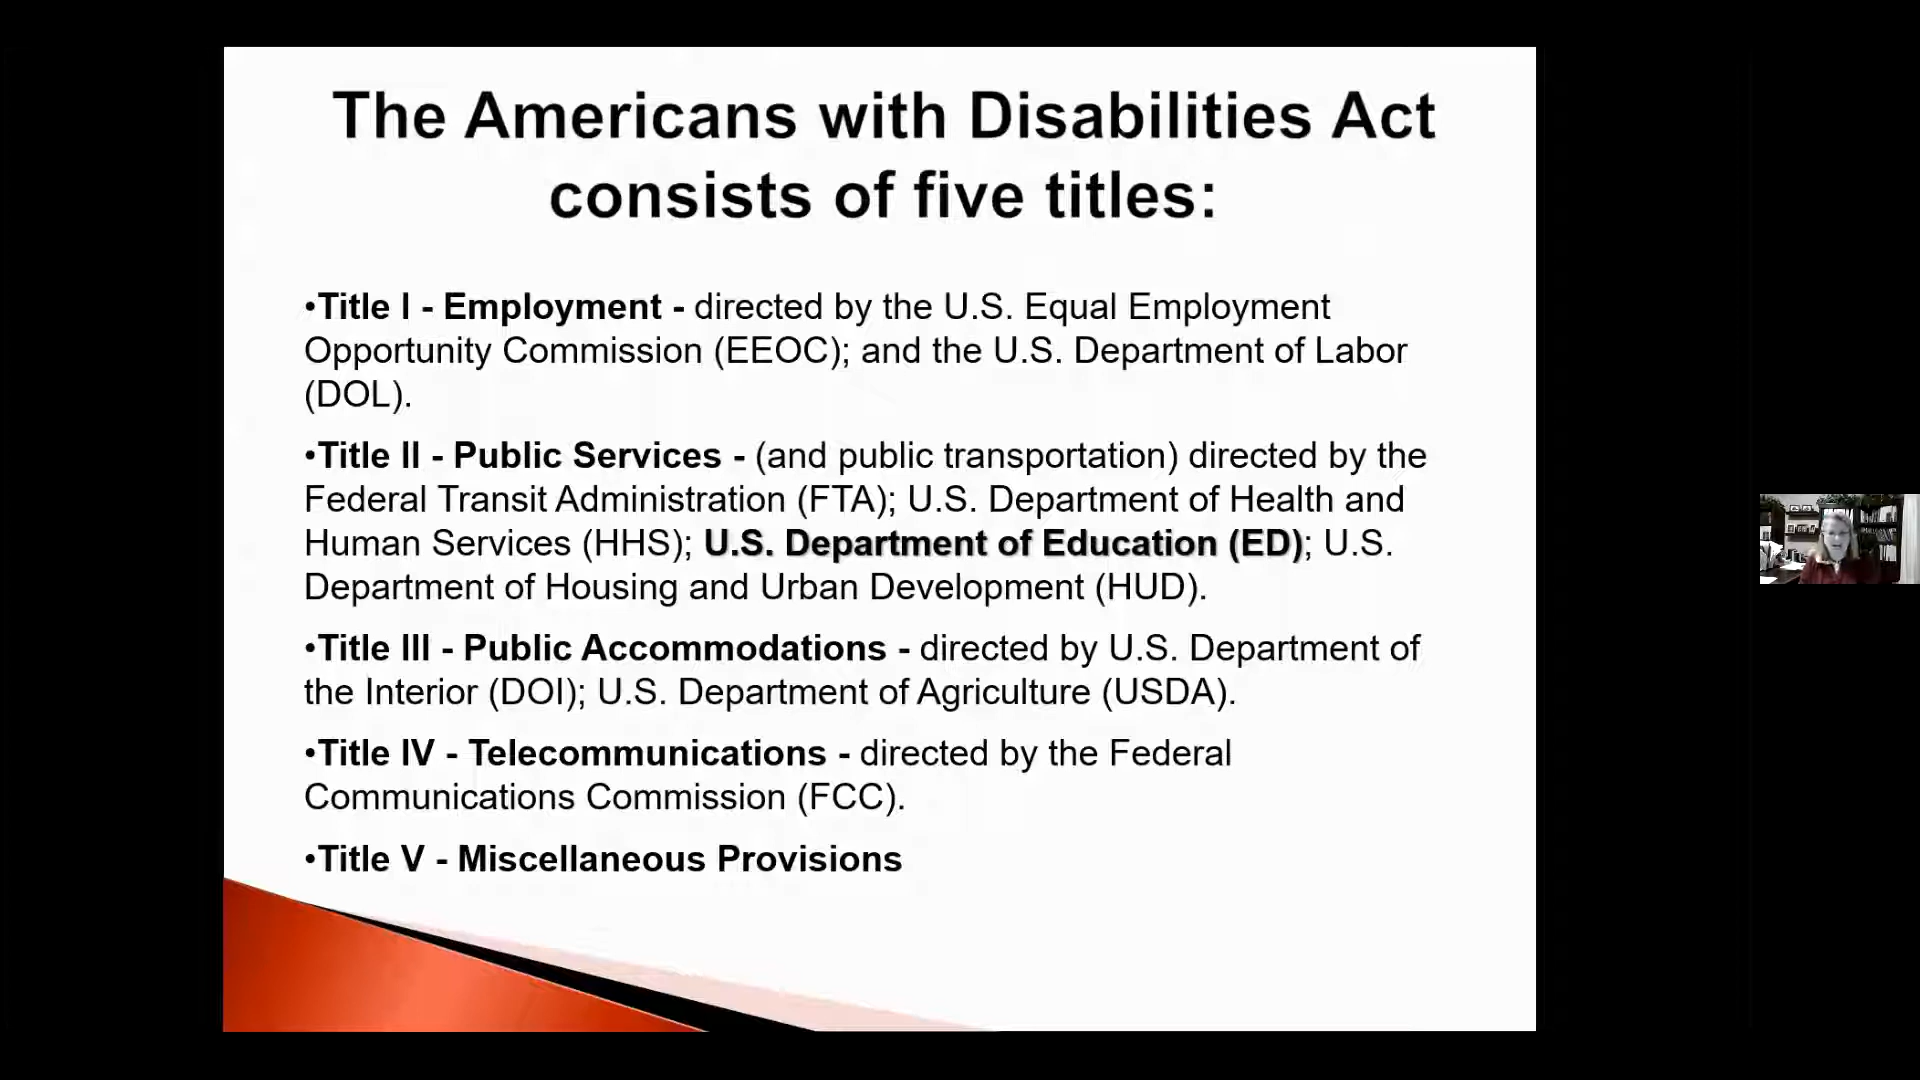 The Americans with Disabilities Act
consists of five titles:
•Title I - Employment - directed by the U.S. Equal Employment
Opportunity Commission (EEOC); and the U.S. Department of Labor
(DOL).
•Title II - Public Services - (and public transportation) directed by the
Federal Transit Administration (FTA); U.S. Department of Health and
Human Services (HHS); U.S. Department of Education (ED); U.S.
Department of Housing and Urban Development (HUD).
•Title III - Public Accommodations - directed by U.S. Department of
the Interior (DOI); U.S. Department of Agriculture (USDA).
•Title IV - Telecommunications - directed by the Federal
Communications Commission (FCC).
•Title V - Miscellaneous Provisions